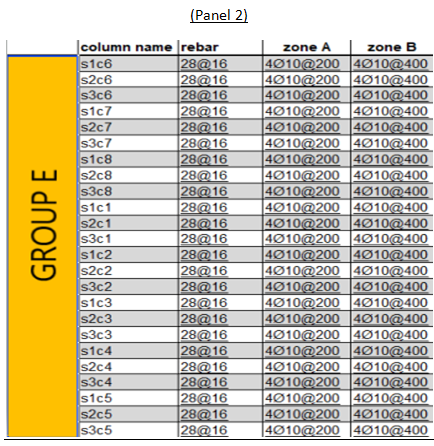 (Panel 2)
column name rebar zone A zone B
s1c6 28@16 4Ø10@200 4Ø10@400
s2c6 28@16 4Ø10@200 4Ø10@400
s3c6 28@16 4Ø10@200 4Ø10@400
s1c7 28@16 4Ø10@200 4Ø10@400
s2c7 28@16 4Ø10@200 4Ø10@400
s3c7 28@16 4Ø10@200 4Ø10@400
s1c8 28@16 4Ø10@200 4Ø10@400
s2c8 28@16 4Ø10@200 4Ø10@400
s3c8 28@16 4Ø10@200 4Ø10@400
s1c1 28@16 4Ø10@200 4Ø10@400
s2c1 28@16 4Ø10@200 4Ø10@400
s3c1 28@16 4Ø10@200 4Ø10@400
GROUP E
s1c2 28@16 4Ø10@200 4Ø10@400
s2c2 28@16 4Ø10@200 4Ø10@400
s3c2 28@16 4Ø10@200 4Ø10@400
s1c3 28@16 4Ø10@200 4Ø10@400
s2c3 28@16 4Ø10@200 4Ø10@400
s3c3 28@16 4Ø10@200 4Ø10@400
s1c4 28@16 4Ø10@200 4Ø10@400
s2c4 28@16 4Ø10@200 4Ø10@400
s3c4 28@16 4Ø10@200 4Ø10@400
s1c5 28@16 4Ø10@200 4Ø10@400
s2c5 28@16 4Ø10@200 4Ø10@400
s3c5 28@16 4Ø10@200 4Ø10@400